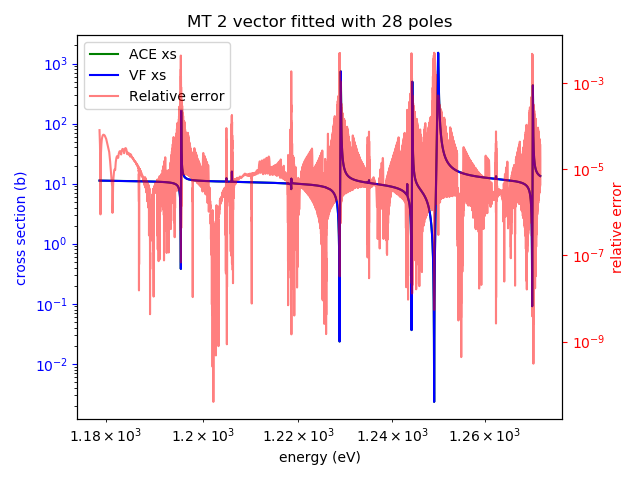 MT 2 vector fitted with 28 poles
ACE xs
VF xs
Relative error
cross section (b)
10³
10²
10¹
10⁰
10⁻¹
10⁻²
10⁻³
10⁻⁵
10⁻⁷
10⁻⁹
relative error
1.18 × 10³ 1.2 × 10³ 1.22 × 10³ 1.24 × 10³ 1.26 × 10³
energy (eV)